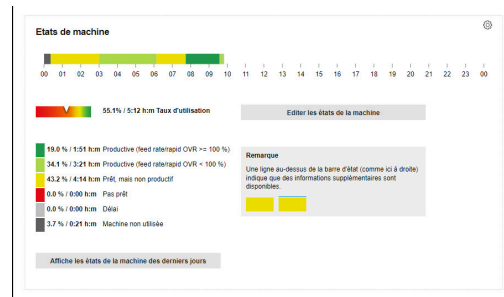 Etats de machine
00 01 02 03 04 05 06 07 08 09 10 11 12 13 14 15 16 17 18 19 20 21 22 23 00
55.1% / 5:12 h:m Taux d'utilisation
Editer les états de la machine
19.0 % / 1:51 h:m Productive (feed rate/rapid OVR >= 100 %)
34.1 % / 3:21 h:m Productive (feed rate/rapid OVR < 100 %)
43.2 % / 4:14 h:m Prêt, mais non productif
0.0 % / 0:00 h:m Pas prêt
0.0 % / 0:00 h:m Délai
3.7 % / 0:21 h:m Machine non utilisée
Remarque
Une ligne au-dessus de la barre d'état (comme ici à droite)
indique que des informations supplémentaires sont
disponibles.
Affiche les états de la machine des derniers jours